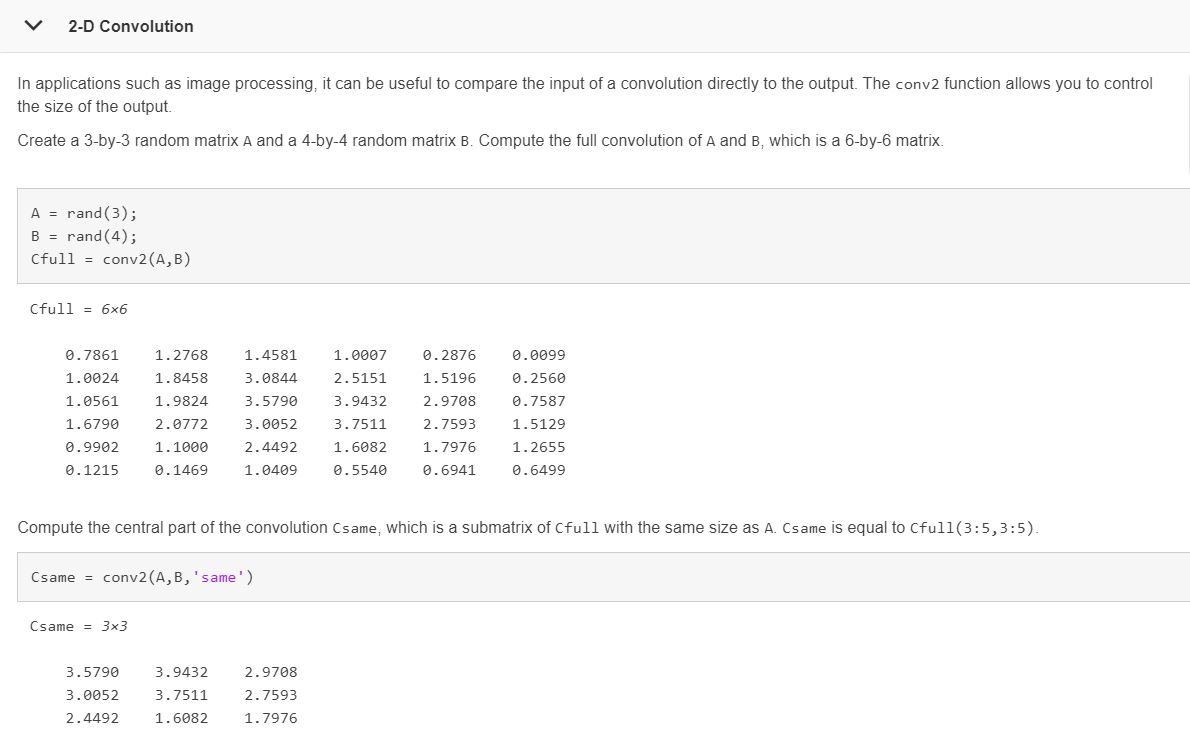 2-D Convolution
In applications such as image processing, it can be useful to compare the input of a convolution directly to the output. The conv2 function allows you to control
the size of the output.
Create a 3-by-3 random matrix A and a 4-by-4 random matrix B. Compute the full convolution of A and B, which is a 6-by-6 matrix.
A = rand(3);
B = rand(4);
Cfull = conv2(A,B)
Cfull = 6×6
0.7861 1.2768 1.4581 1.0007 0.2876 0.0099
1.0024 1.8458 3.0844 2.5151 1.5196 0.2560
1.0561 1.9824 3.5790 3.9432 2.9708 0.7587
1.6790 2.0772 3.0052 3.7511 2.7593 1.5129
0.9902 1.1000 2.4492 1.6082 1.7976 1.2655
0.1215 0.1469 1.0409 0.5540 0.6941 0.6499
Compute the central part of the convolution Csame, which is a submatrix of Cfull with the same size as A. Csame is equal to Cfull(3:5,3:5).
Csame = conv2(A,B,'same')
Csame = 3×3
3.5790 3.9432 2.9708
3.0052 3.7511 2.7593
2.4492 1.6082 1.7976